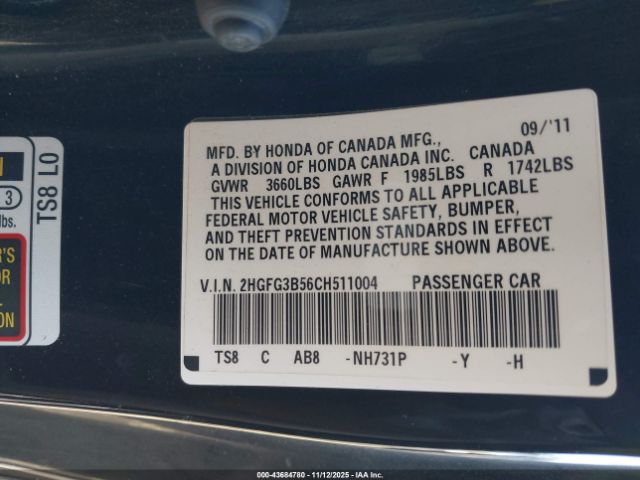 09/'11
MFD. BY HONDA OF CANADA MFG.,
A DIVISION OF HONDA CANADA INC. CANADA
GVWR 3660LBS GAWR F 1985LBS R 1742LBS
THIS VEHICLE CONFORMS TO ALL APPLICABLE
FEDERAL MOTOR VEHICLE SAFETY, BUMPER,
AND THEFT PREVENTION STANDARDS IN EFFECT
ON THE DATE OF MANUFACTURE SHOWN ABOVE.
V.I.N. 2HGFG3B56CH511004 PASSENGER CAR
TS8 C AB8 -NH731P -Y -H
3
lbs.
TS8 L0
00-43684780 - 11/12/2025 - IAA Inc.